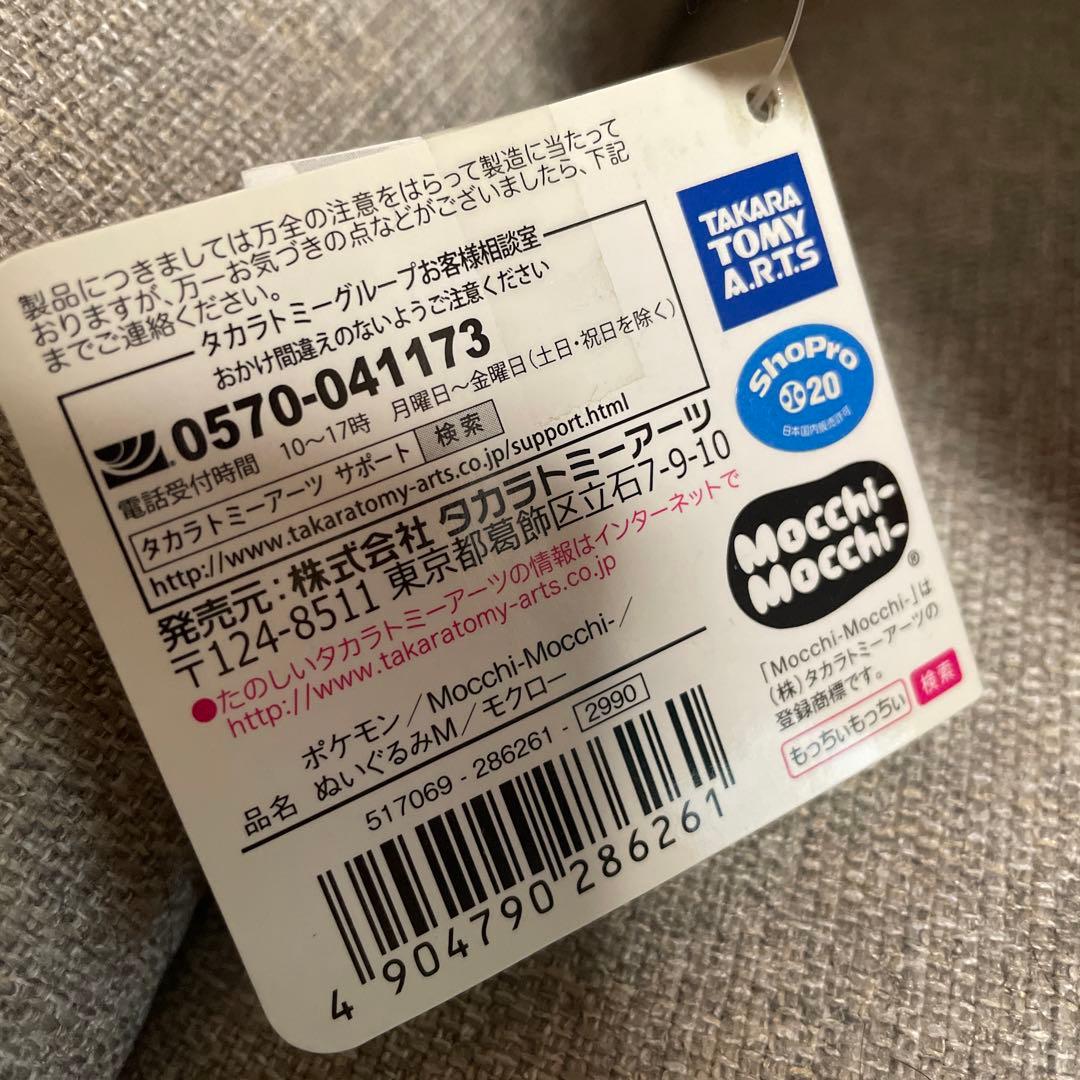 製品につきましては万全の注意をはらって製造に当たって
おりますが、万一お気づきの点などがございましたら、下記
までご連絡ください。
タカラトミーグループお客様相談室
おかけ間違えのないようご注意ください
0570-041173
電話受付時間 10〜17時 月曜日〜金曜日(土日・祝日を除く)
タカラトミーアーツ サポート 検索
http://www.takaratomy-arts.co.jp/support.html
発売元:株式会社 タカラトミーアーツ
〒124-8511 東京都葛飾区立石7-9-10
●たのしいタカラトミーアーツの情報はインターネットで
http://www.takaratomy-arts.co.jp
ポケモン/Mocchi-Mocchi-/
品名 ぬいぐるみM/モクロー
517069-286261-2990
4904790286261
TAKARA
TOMY
A.R.T.S
ShoPro
20
日本国内販売許可
Mocchi-
Mocchi-
®
「Mocchi-Mocchi-」は
(株)タカラトミーアーツの
登録商標です。
もっちぃもっちぃ 検索